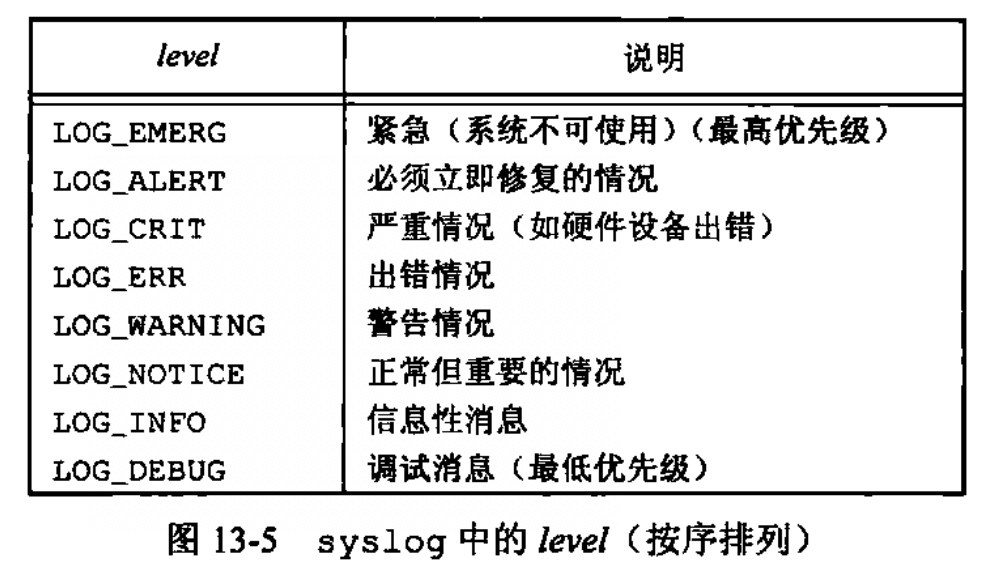 level 说明
LOG_EMERG 紧急（系统不可使用）（最高优先级）
LOG_ALERT 必须立即修复的情况
LOG_CRIT 严重情况（如硬件设备出错）
LOG_ERR 出错情况
LOG_WARNING 警告情况
LOG_NOTICE 正常但重要的情况
LOG_INFO 信息性消息
LOG_DEBUG 调试消息（最低优先级）
图 13-5 syslog 中的 level（按序排列）